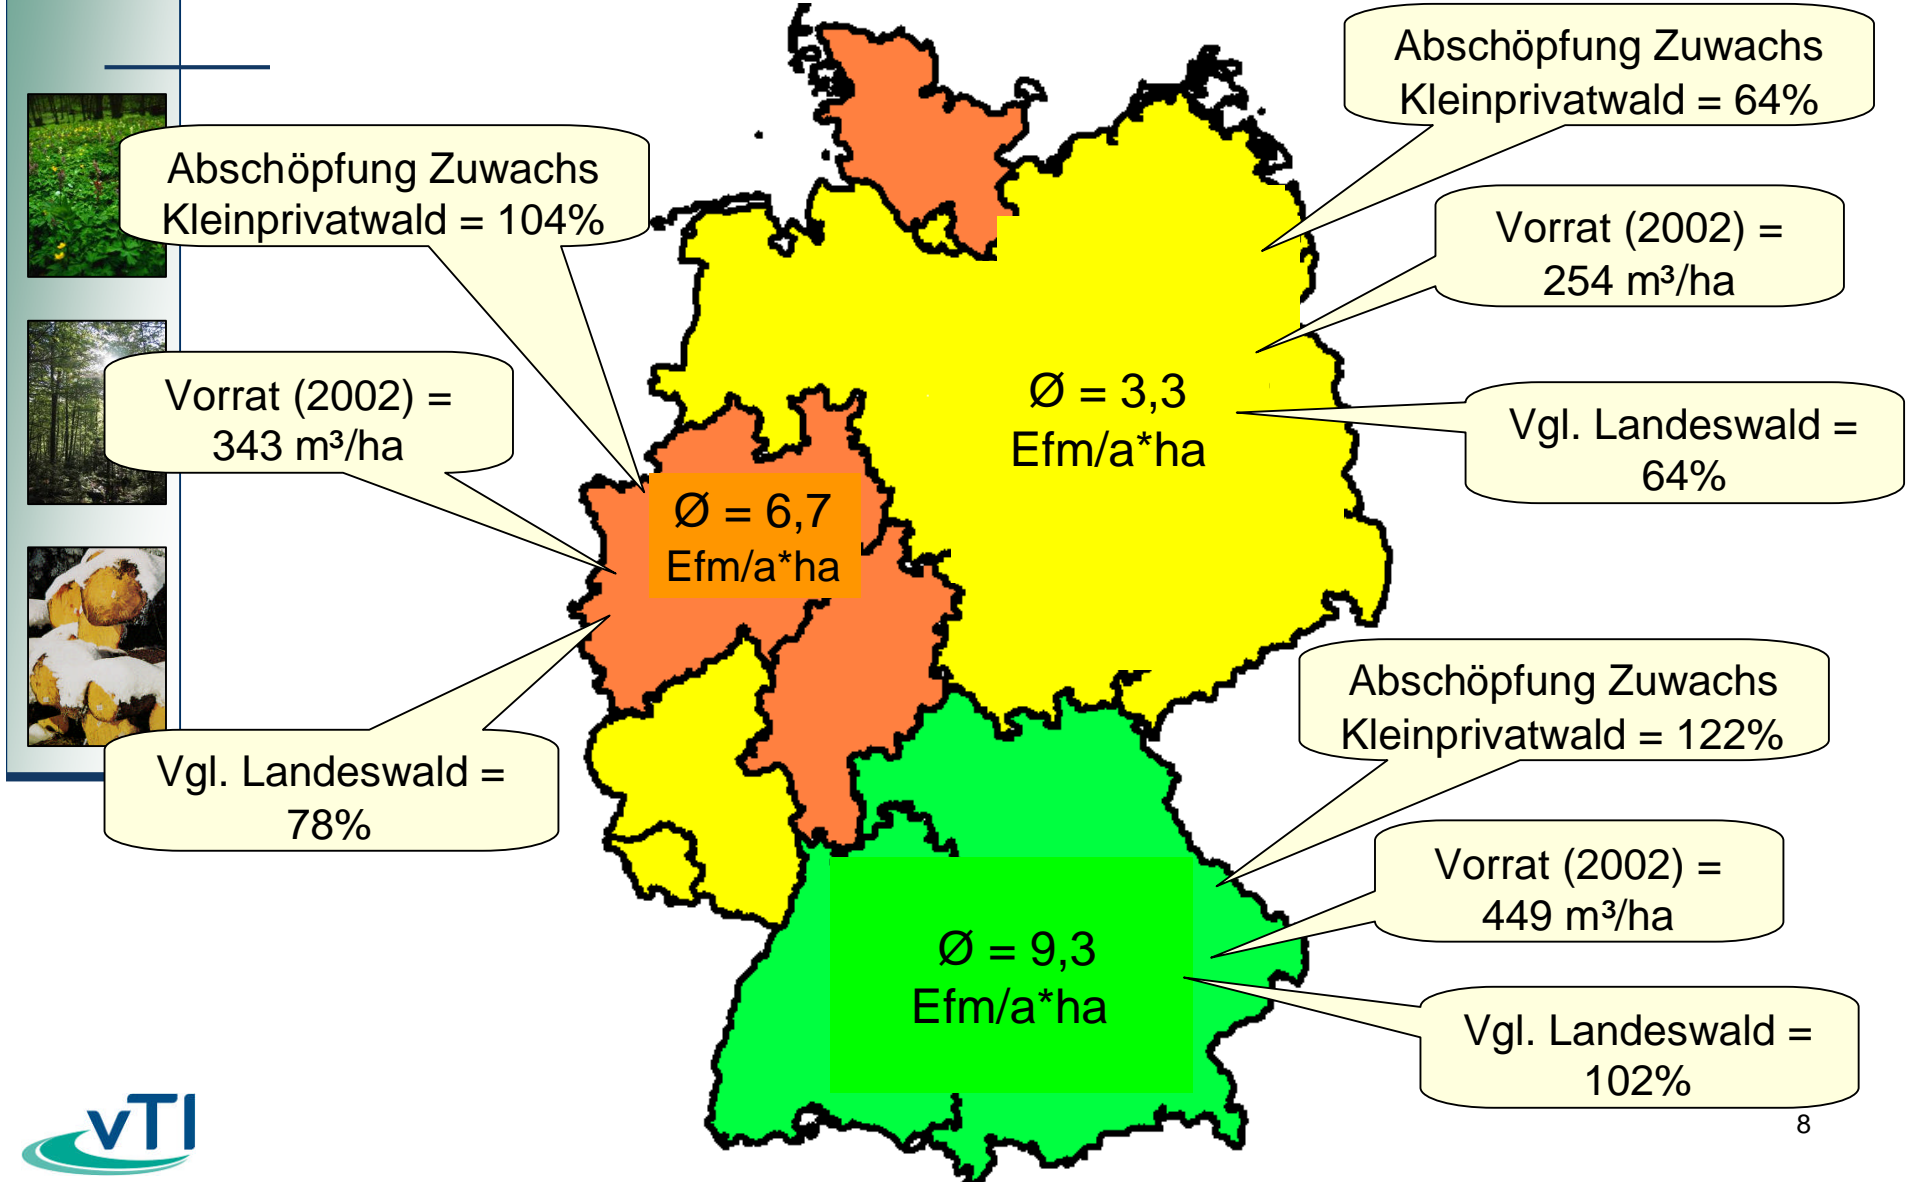 Abschöpfung Zuwachs
Kleinprivatwald = 64%
Abschöpfung Zuwachs
Kleinprivatwald = 104%
Vorrat (2002) =
254 m³/ha
Vorrat (2002) =
343 m³/ha
Ø = 3,3
Efm/a*ha
Vgl. Landeswald =
64%
Ø = 6,7
Efm/a*ha
Vgl. Landeswald =
78%
Abschöpfung Zuwachs
Kleinprivatwald = 122%
Vorrat (2002) =
449 m³/ha
Ø = 9,3
Efm/a*ha
Vgl. Landeswald =
102%
vTI
8